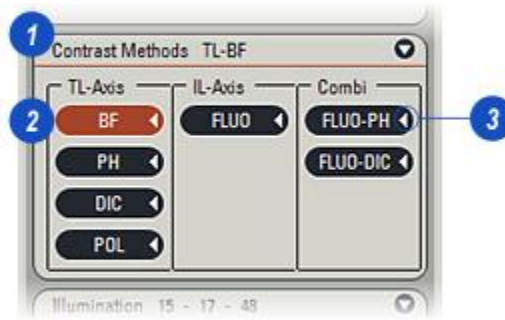 1
Contrast Methods TL-BF
TL-Axis IL-Axis Combi
2 BF FLUO FLUO-PH 3
PH FLUO-DIC
DIC
POL
Illumination 15 - 17 - 48